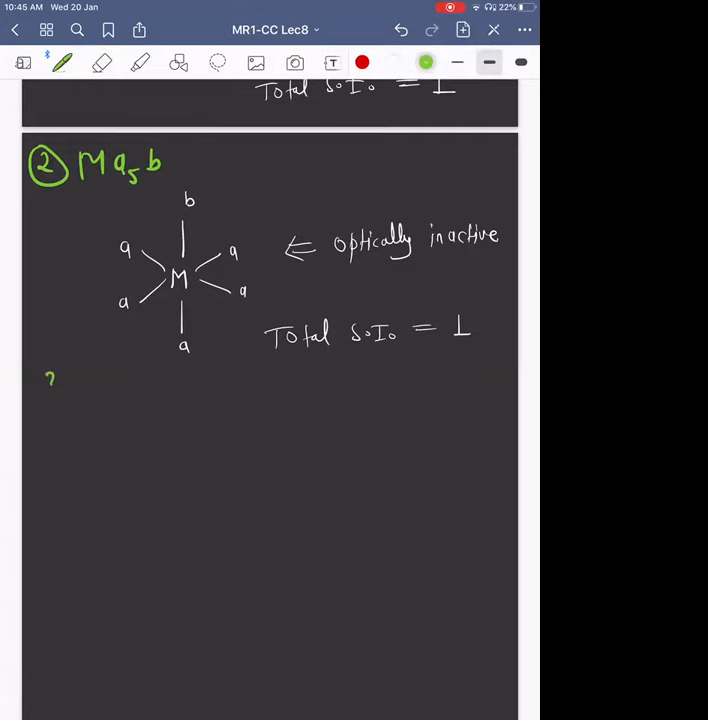 10:45 AM Wed 20 Jan
22%
MR1-CC Lec8
T
Total S.I. = 1
② Ma₅b
b
a a
M
a a
a
← optically inactive
Total S.I. = 1